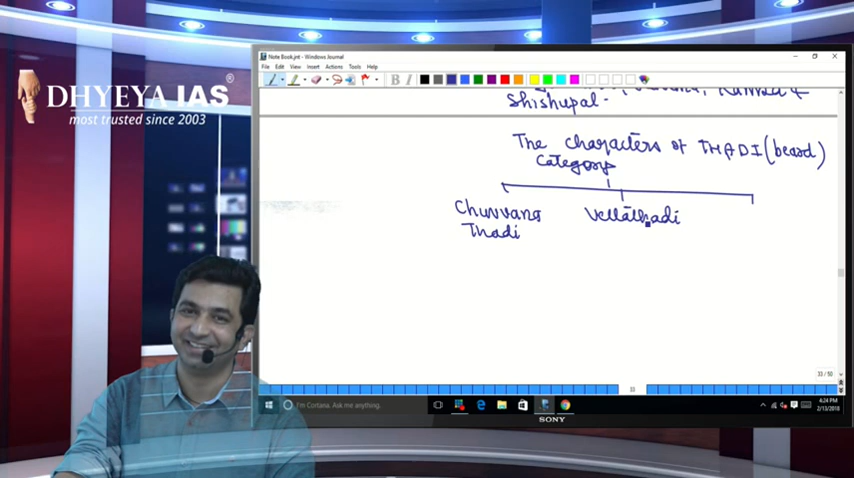 DHYEYA IAS®
most trusted since 2003
Note Book.jnt - Windows Journal
File Edit View Insert Actions Tools Help
Shishupal-
The characters of THADI (beard)
Category
Chuvvana Vellāthadi
Thadi
33 / 50
I'm Cortana. Ask me anything.
4:24 PM
2/13/2018
SONY